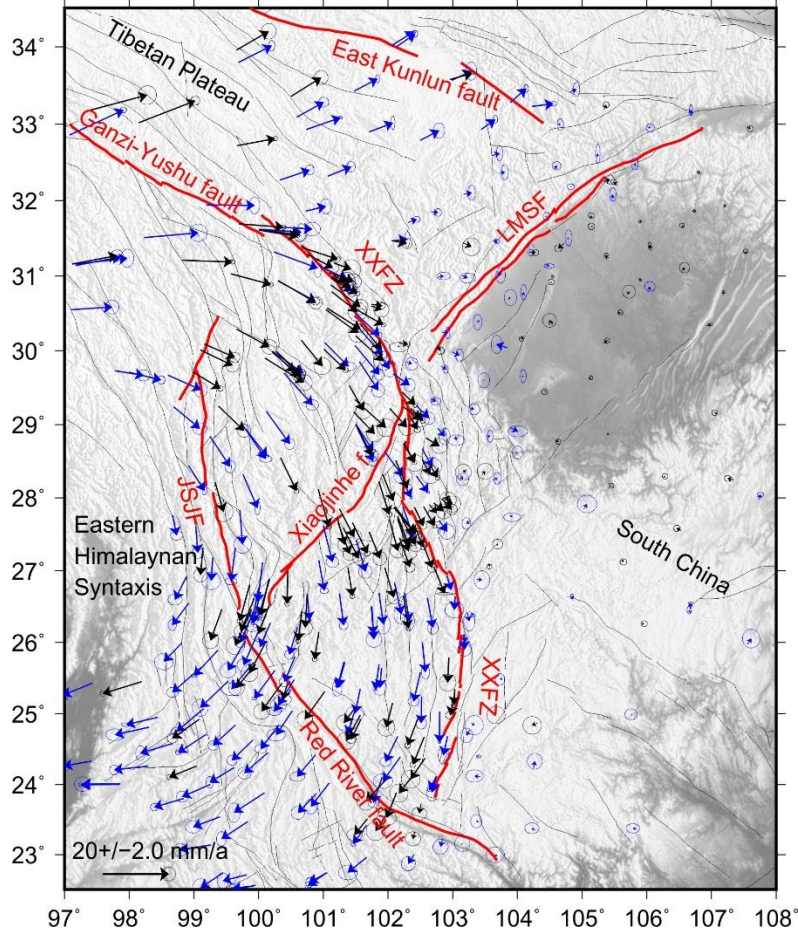 34°
33°
32°
31°
30°
29°
28°
27°
26°
25°
24°
23°
Tibetan Plateau
East Kunlun fault
Ganzi-Yushu fault
XXFZ
LMSF
JSJF
Xiaojinhe f.
Eastern
Himalaynan
Syntaxis
South China
XXFZ
Red River fault
20+/−2.0 mm/a
97° 98° 99° 100° 101° 102° 103° 104° 105° 106° 107° 108°